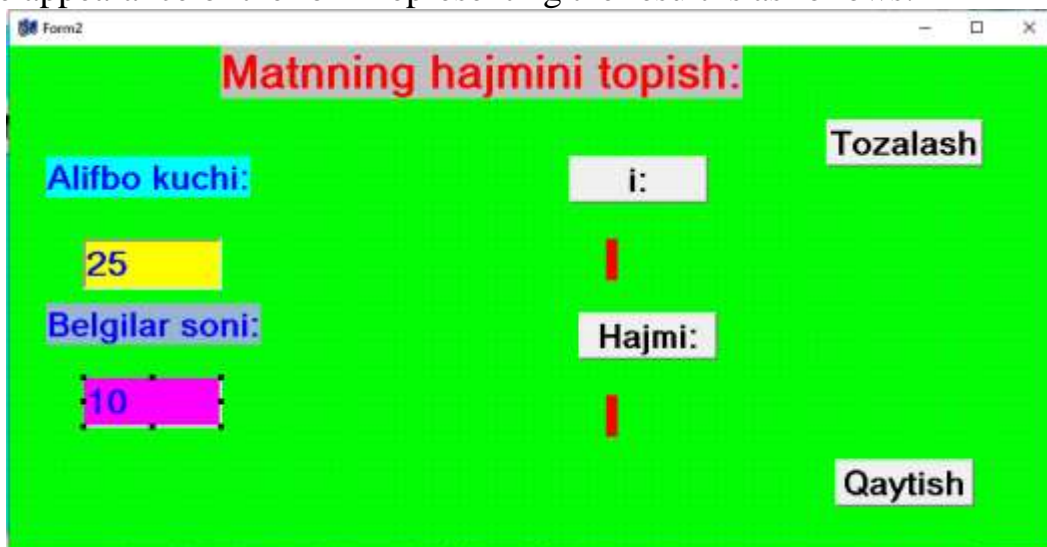 Form2
Matnning hajmini topish:
Tozalash
Alifbo kuchi:
i:
25
Belgilar soni:
Hajmi:
10
Qaytish